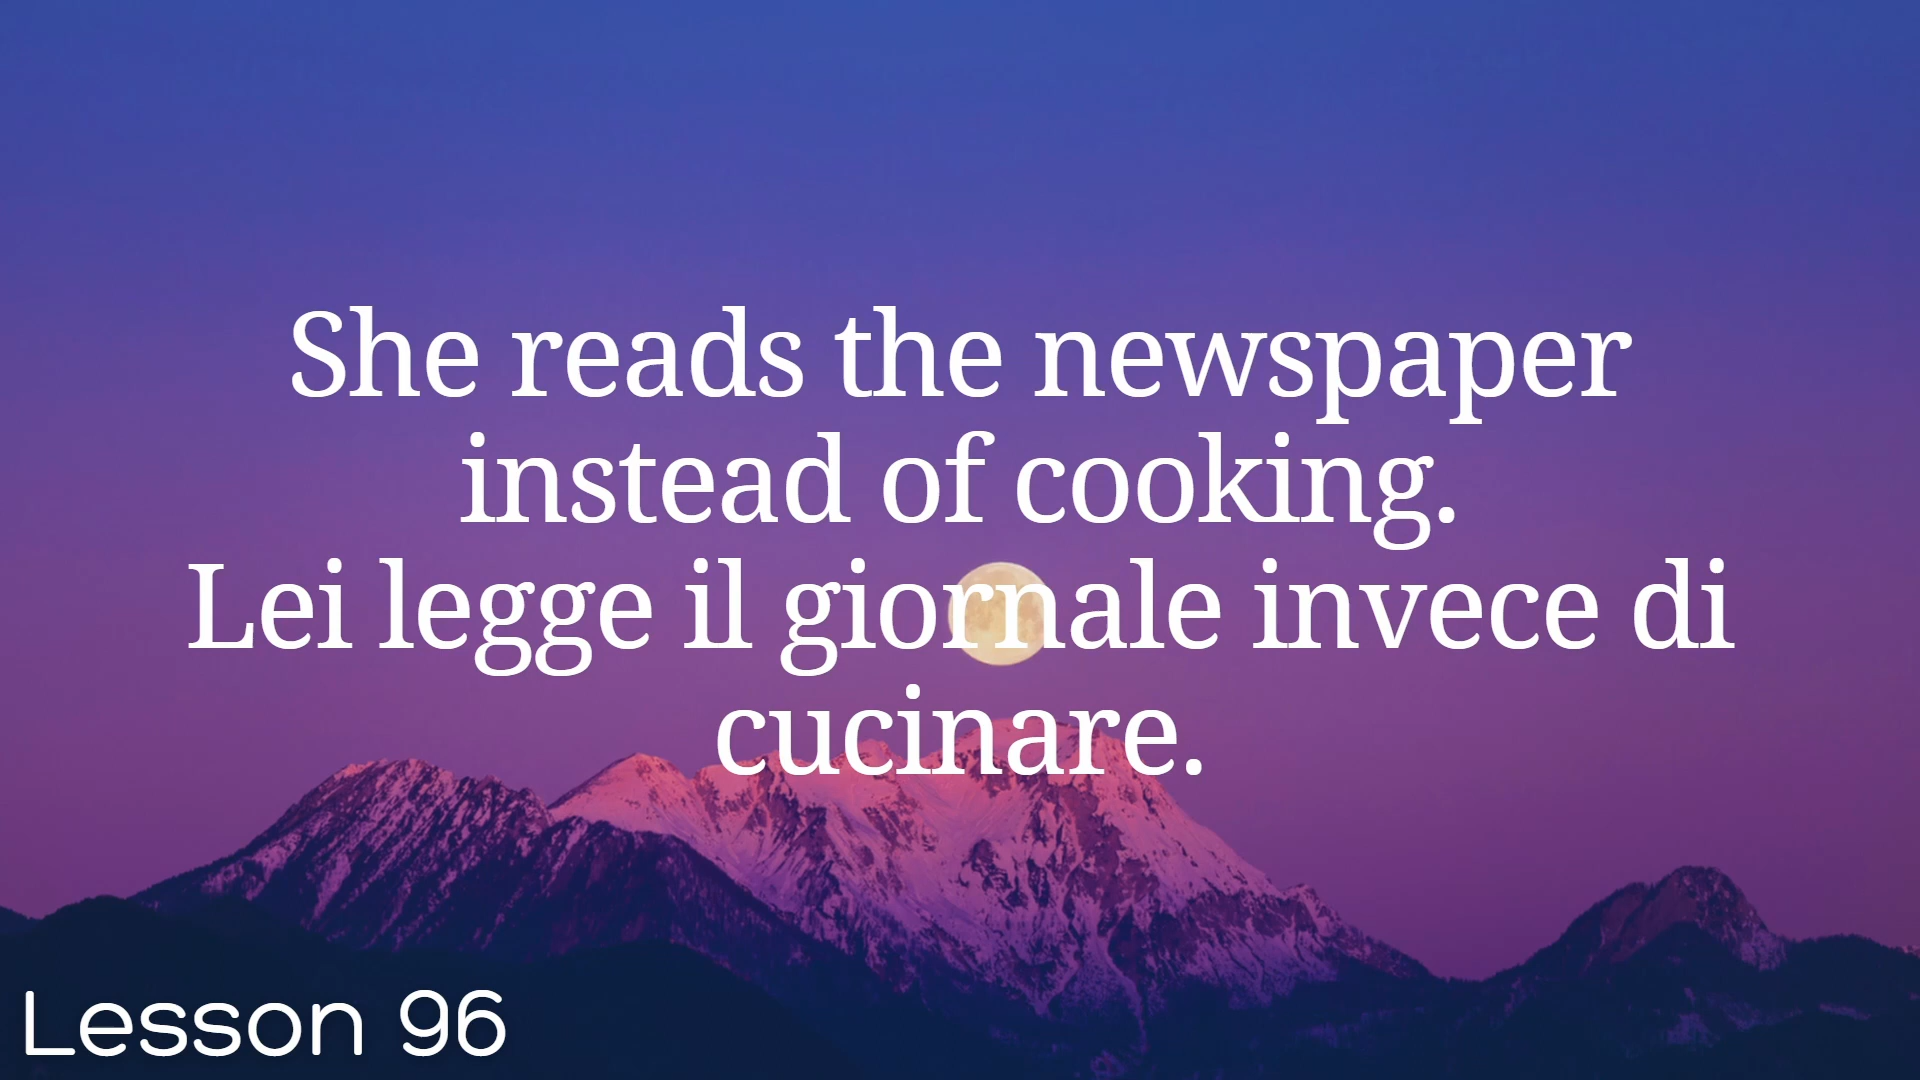 She reads the newspaper
instead of cooking.
Lei legge il giornale invece di
cucinare.
Lesson 96